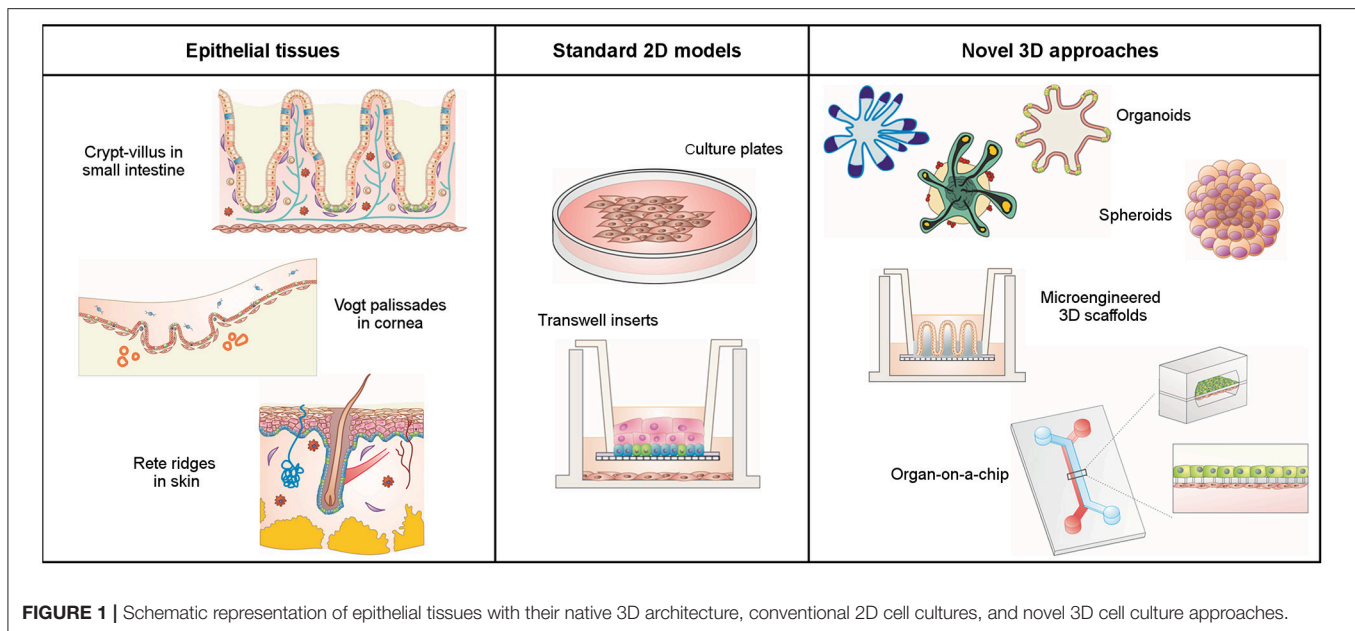 Epithelial tissues
Standard 2D models
Novel 3D approaches
Crypt-villus in
small intestine
Vogt palissades
in cornea
Rete ridges
in skin
Culture plates
Transwell inserts
Organoids
Spheroids
Microengineered
3D scaffolds
Organ-on-a-chip
FIGURE 1 | Schematic representation of epithelial tissues with their native 3D architecture, conventional 2D cell cultures, and novel 3D cell culture approaches.